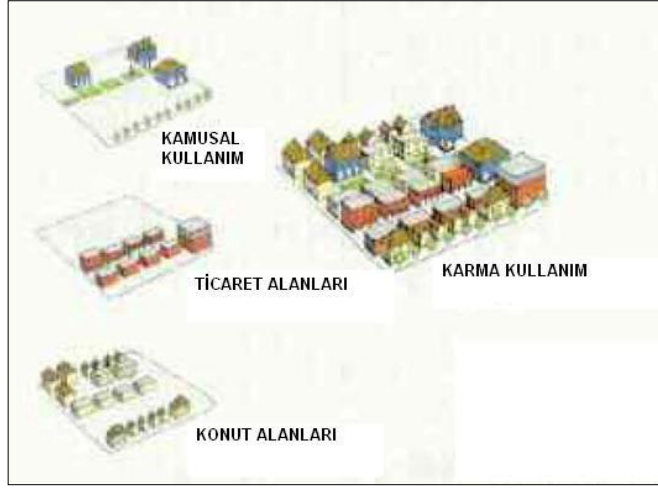 KAMUSAL
KULLANIM
TİCARET ALANLARI
KARMA KULLANIM
KONUT ALANLARI